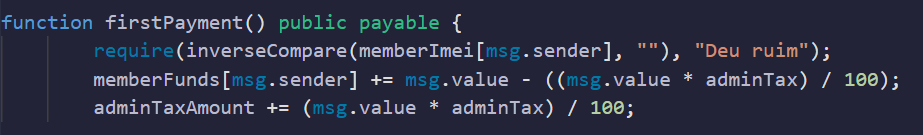 function firstPayment() public payable {
require(inverseCompare(memberImei[msg.sender], ""), "Deu ruim");
memberFunds[msg.sender] += msg.value - ((msg.value * adminTax) / 100);
adminTaxAmount += (msg.value * adminTax) / 100;